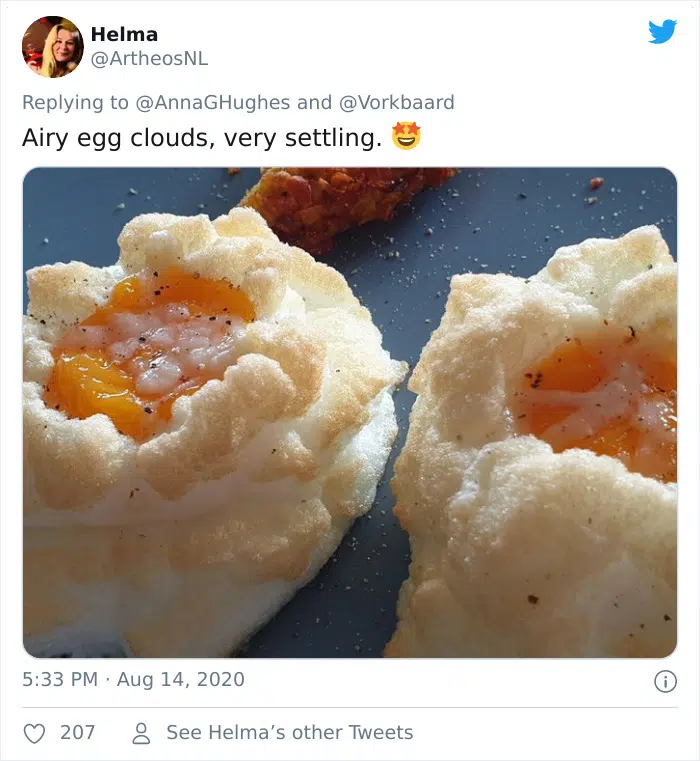 Helma
@ArtheosNL
Replying to @AnnaGHughes and @Vorkbaard
Airy egg clouds, very settling. 🤩
5:33 PM · Aug 14, 2020
207
See Helma’s other Tweets